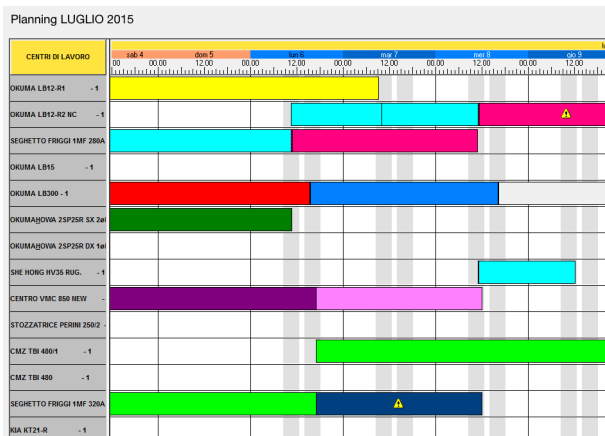 Planning LUGLIO 2015
CENTRI DI LAVORO
sab 4 dom 5 lun 6 mar 7 mer 8 gio 9
00 00:00 12:00 00:00 12:00 00:00 12:00 00:00 12:00 00:00 12:00
OKUMA LB12-R1 - 1
OKUMA LB12-R2 NC - 1
SEGHETTO FRIGGI 1MF 280A
OKUMA LB15 - 1
OKUMA LB300 - 1
OKUMAHOWA 2SP25R SX 2ø
OKUMAHOWA 2SP25R DX 1ø
SHE HONG HV35 RUG. - 1
CENTRO VMC 850 NEW -
STOZZATRICE PERINI 250/2 -
CMZ TBI 480/1 - 1
CMZ TBI 480 - 1
SEGHETTO FRIGGI 1MF 320A
KIA KT21-R - 1